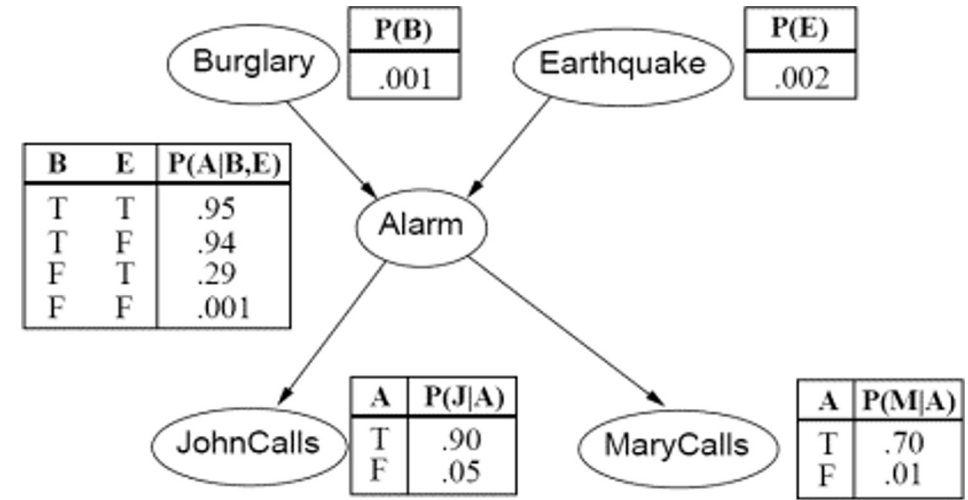 Burglary
P(B)
.001
Earthquake
P(E)
.002
B E P(A|B,E)
T T .95
T F .94
F T .29
F F .001
Alarm
JohnCalls
A P(J|A)
T .90
F .05
MaryCalls
A P(M|A)
T .70
F .01